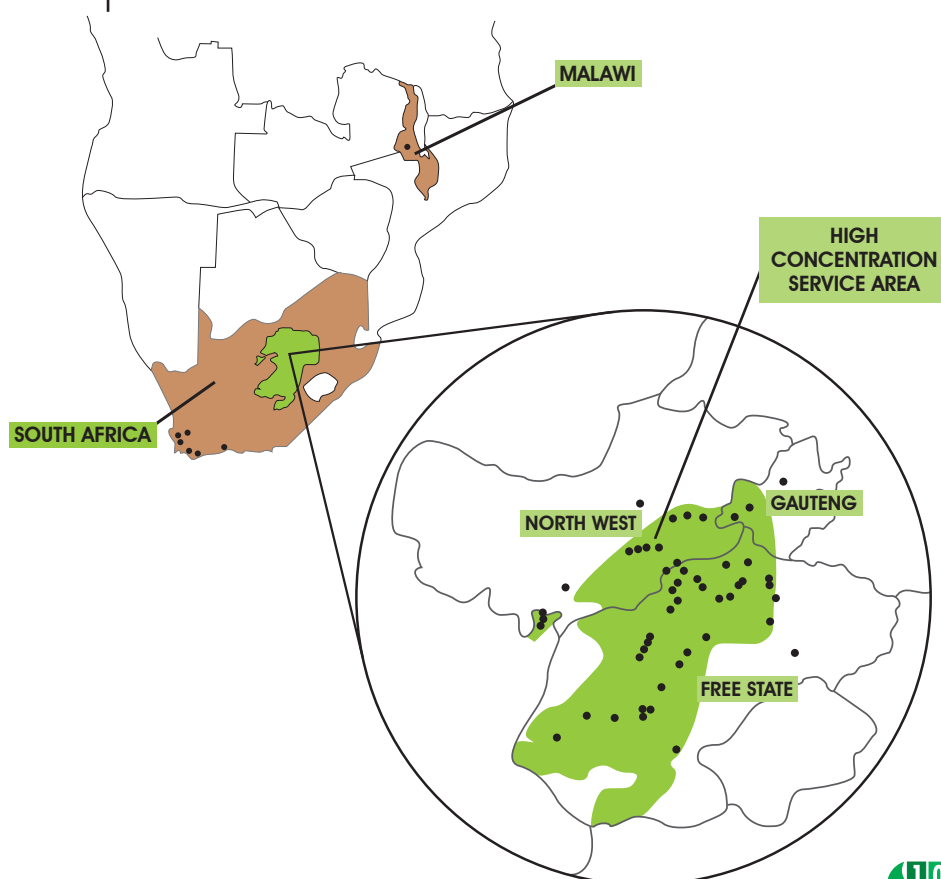 MALAWI
HIGH
CONCENTRATION
SERVICE AREA
SOUTH AFRICA
GAUTENG
NORTH WEST
FREE STATE